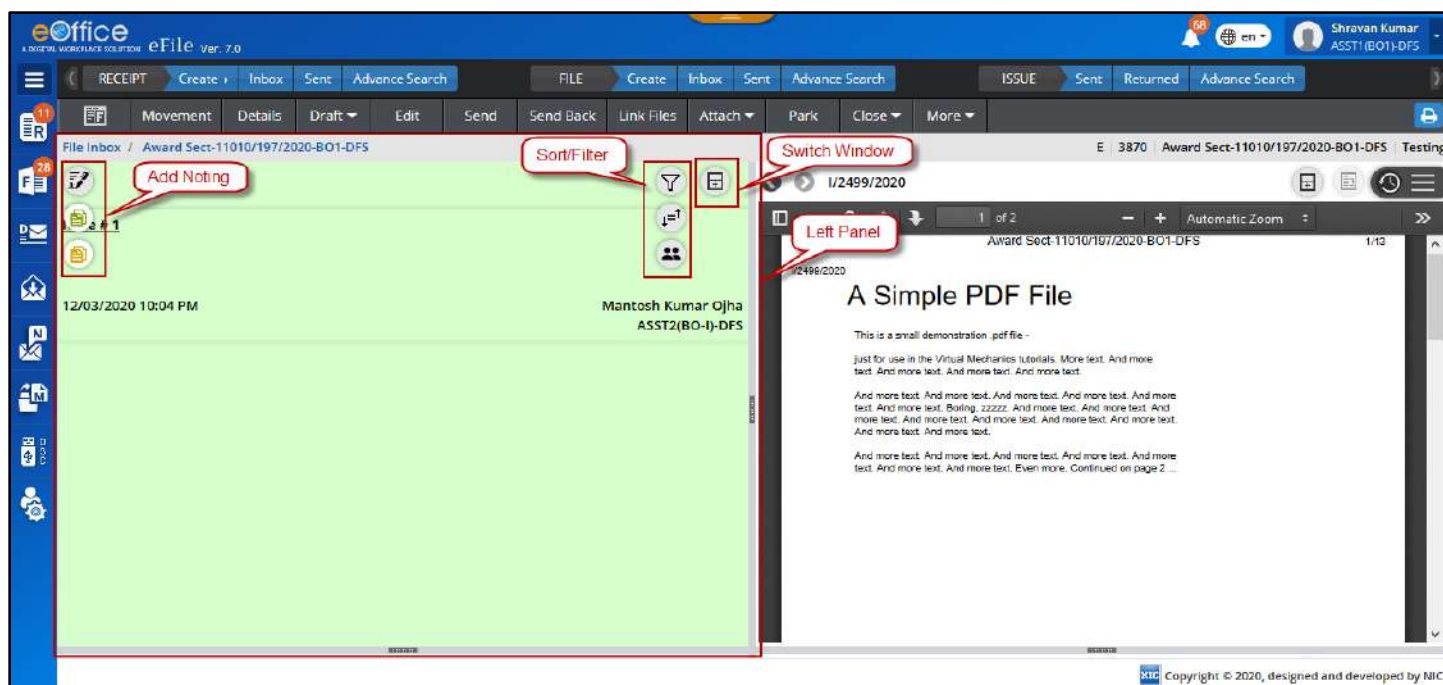 eOffice
A DIGITAL WORKPLACE SOLUTION eFile Ver. 7.0
68
en
Shravan Kumar
ASST1(BO1)-DFS
RECEIPT Create Inbox Sent Advance Search FILE Create Inbox Sent Advance Search ISSUE Sent Returned Advance Search
Movement Details Draft Edit Send Send Back Link Files Attach Park Close More
11
R
28
F
D
N
M
File Inbox / Award Sect-11010/197/2020-BO1-DFS
E 3870 Award Sect-11010/197/2020-BO1-DFS Testing
Add Noting
Sort/Filter
Switch Window
Left Panel
# 1
12/03/2020 10:04 PM
Mantosh Kumar Ojha
ASST2(BO-I)-DFS
I/2499/2020
1 of 2 Automatic Zoom
Award Sect-11010/197/2020-BO1-DFS 1/13
I/2499/2020
A Simple PDF File
This is a small demonstration .pdf file -
just for use in the Virtual Mechanics tutorials. More text. And more
text. And more text. And more text. And more text.
And more text. And more text. And more text. And more text. And more
text. And more text. Boring, zzzzz. And more text. And more text. And
more text. And more text. And more text. And more text. And more text.
And more text. And more text.
And more text. And more text. And more text. And more text. And more
text. And more text. And more text. Even more. Continued on page 2 ...
NIC Copyright © 2020, designed and developed by NIC